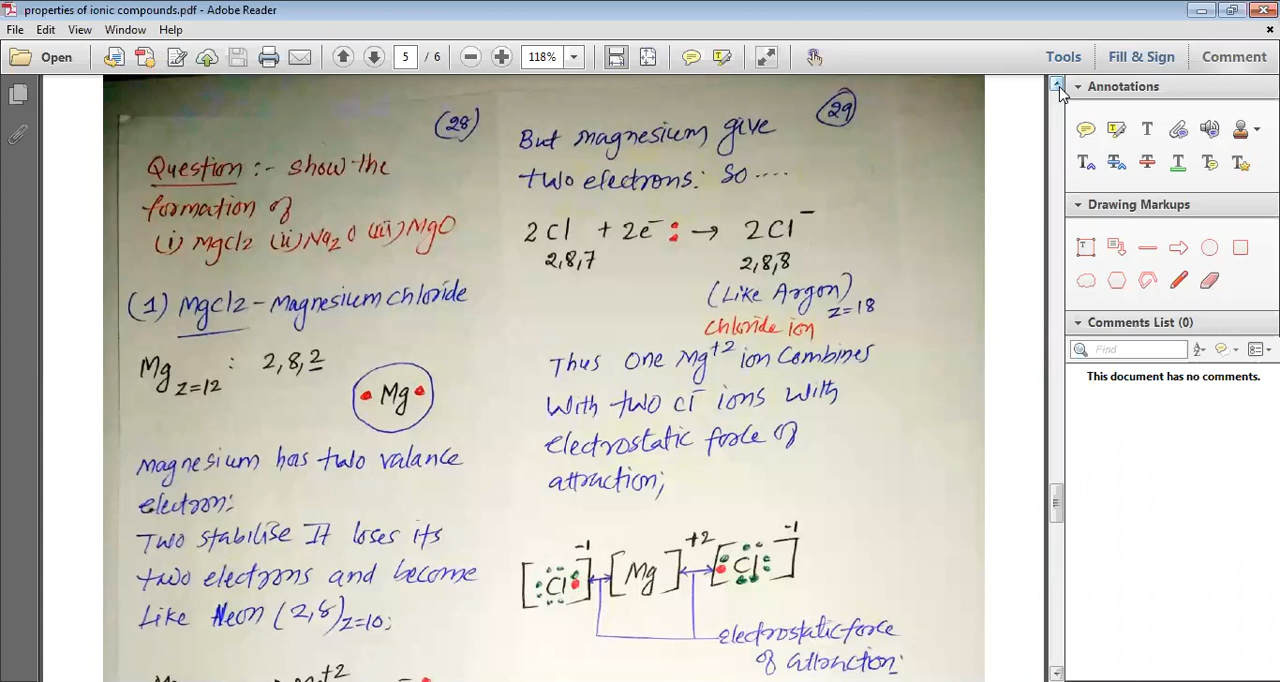 properties of ionic compounds.pdf - Adobe Reader
File Edit View Window Help
Open
5 / 6
118%
Tools
Fill & Sign
Comment
(28)
Question :- show the
formation of
(i) MgCl2 (ii) Na2O (iii) MgO
(1) MgCl2 - Magnesium chloride
Mg Z=12 : 2,8,2
Mg
Magnesium has two valance
electron:
Two stabilise It loses its
two electrons and become
Like Neon (2,8) Z=10;
+2
(29)
But magnesium give
two electrons: So ....
2Cl + 2e⁻ : → 2Cl⁻
2,8,7 2,8,8
(Like Argon)
Z=18
Chloride ion
Thus one Mg+2 ion Combines
With two Cl⁻ ions with
electrostatic force of
attraction;
[Cl]-1 [Mg]+2 [Cl]-1
electrostatic force
of attraction:
Annotations
T
Drawing Markups
Comments List (0)
Find
This document has no comments.